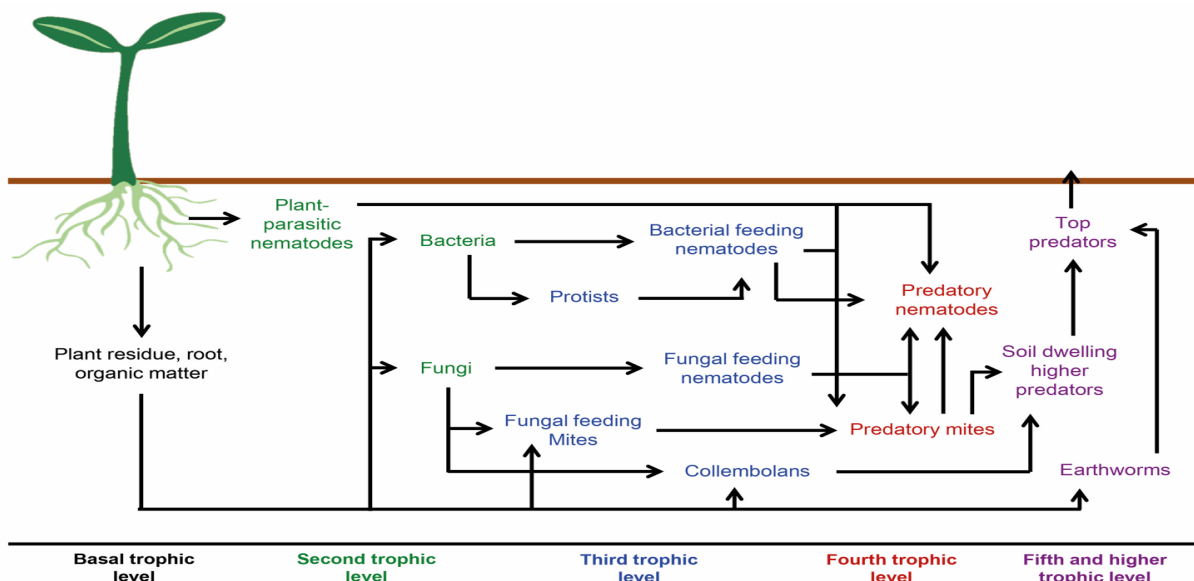 Plant-
parasitic
nematodes
Bacteria
Bacterial feeding
nematodes
Top
predators
Protists
Predatory
nematodes
Plant residue, root,
organic matter
Fungi
Fungal feeding
nematodes
Soil dwelling
higher
predators
Fungal feeding
Mites
Predatory mites
Collembolans
Earthworms
Basal trophic
level
Second trophic
level
Third trophic
level
Fourth trophic
level
Fifth and higher
trophic level